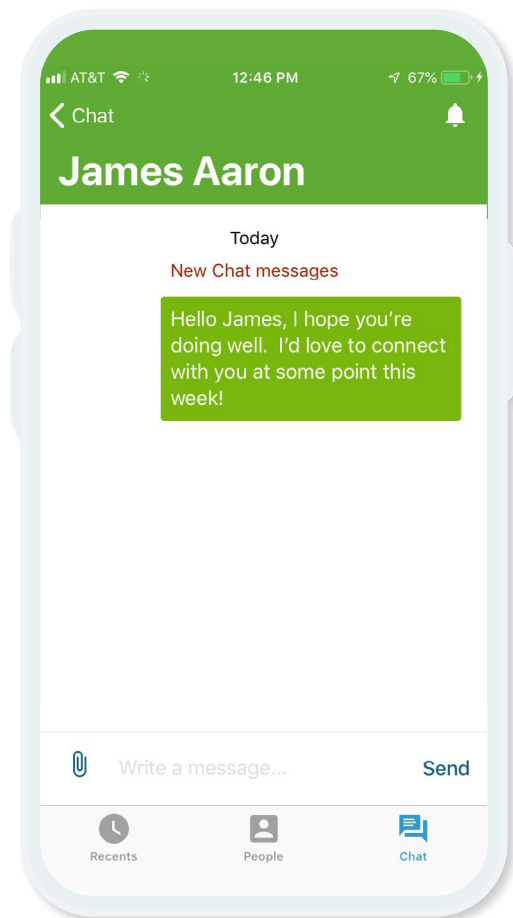 AT&T 12:46 PM 67%
Chat
James Aaron
Today
New Chat messages
Hello James, I hope you're
doing well.  I'd love to connect
with you at some point this
week!
Write a message...
Send
Recents People Chat